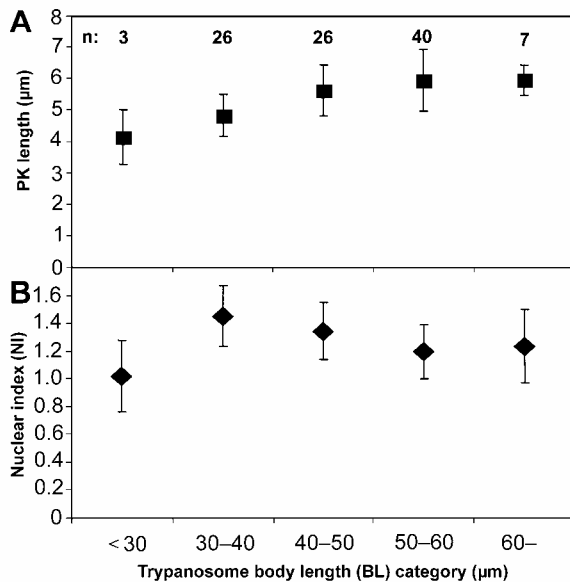 A
n: 3 26 26 40 7
8
7
6
5
4
3
2
1
0
PK length (µm)
B
1.6
1.4
1.2
1.0
0.8
0.6
0.4
0.2
0
Nuclear index (NI)
<30 30–40 40–50 50–60 60–
Trypanosome body length (BL) category (µm)